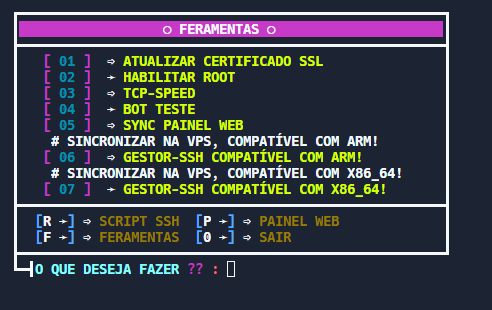 ○ FERAMENTAS ○
[ 01 ] ➩ ATUALIZAR CERTIFICADO SSL
[ 02 ] ➛ HABILITAR ROOT
[ 03 ] ➩ TCP-SPEED
[ 04 ] ➛ BOT TESTE
[ 05 ] ➩ SYNC PAINEL WEB
# SINCRONIZAR NA VPS, COMPATÍVEL COM ARM!
[ 06 ] ➩ GESTOR-SSH COMPATÍVEL COM ARM!
# SINCRONIZAR NA VPS, COMPATÍVEL COM X86_64!
[ 07 ] ➛ GESTOR-SSH COMPATÍVEL COM X86_64!
[R ➛] ➩ SCRIPT SSH [P ➛] ➩ PAINEL WEB
[F ➛] ➩ FERAMENTAS [0 ➛] ➩ SAIR
O QUE DESEJA FAZER ?? :